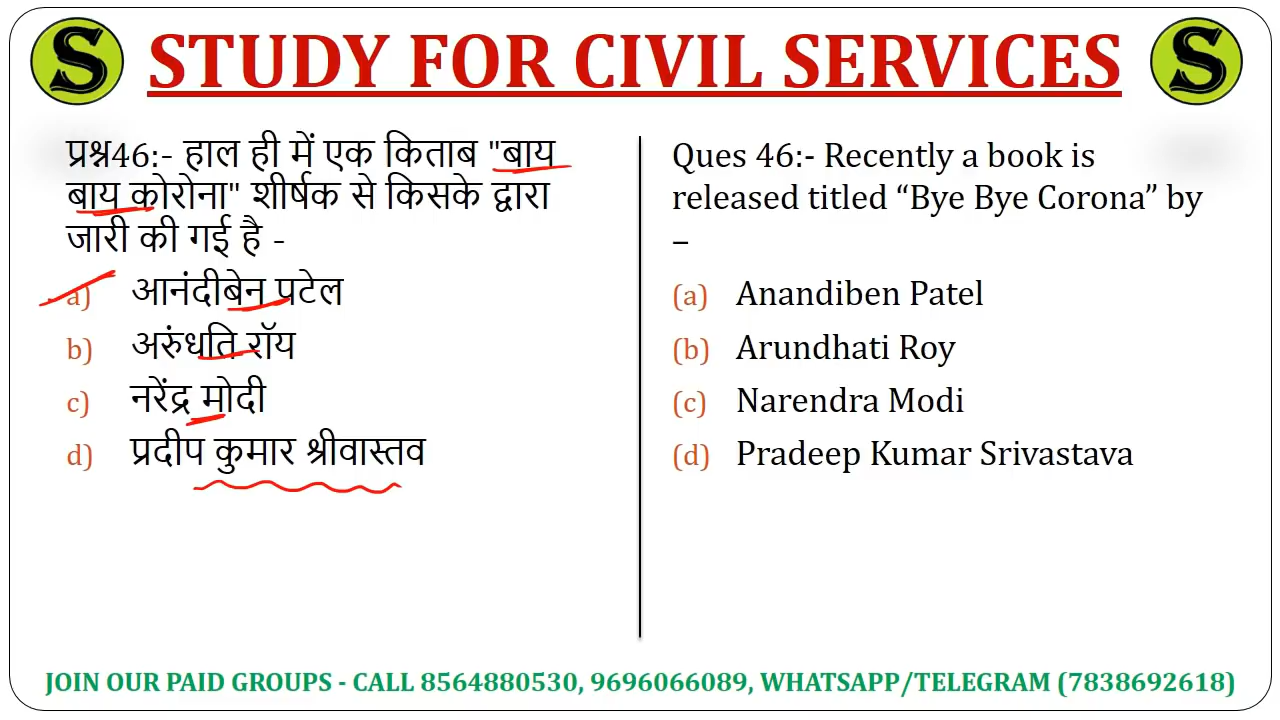 S STUDY FOR CIVIL SERVICES S
प्रश्न46:- हाल ही में एक किताब "बाय
बाय कोरोना" शीर्षक से किसके द्वारा
जारी की गई है -
a) आनंदीबेन पटेल
b) अरुंधति रॉय
c) नरेंद्र मोदी
d) प्रदीप कुमार श्रीवास्तव
Ques 46:- Recently a book is
released titled “Bye Bye Corona” by
–
(a) Anandiben Patel
(b) Arundhati Roy
(c) Narendra Modi
(d) Pradeep Kumar Srivastava
JOIN OUR PAID GROUPS - CALL 8564880530, 9696066089, WHATSAPP/TELEGRAM (7838692618)